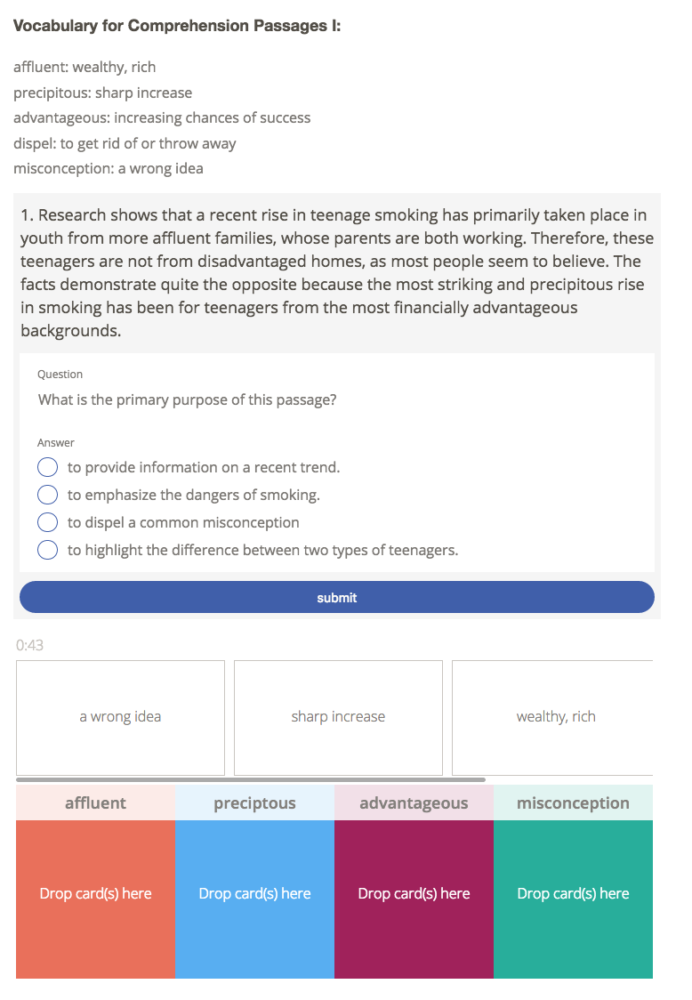 Vocabulary for Comprehension Passages I:
affluent: wealthy, rich
precipitous: sharp increase
advantageous: increasing chances of success
dispel: to get rid of or throw away
misconception: a wrong idea
1. Research shows that a recent rise in teenage smoking has primarily taken place in
youth from more affluent families, whose parents are both working. Therefore, these
teenagers are not from disadvantaged homes, as most people seem to believe. The
facts demonstrate quite the opposite because the most striking and precipitous rise
in smoking has been for teenagers from the most financially advantageous
backgrounds.
Question
What is the primary purpose of this passage?
Answer
to provide information on a recent trend.
to emphasize the dangers of smoking.
to dispel a common misconception
to highlight the difference between two types of teenagers.
submit
0:43
a wrong idea
sharp increase
wealthy, rich
affluent
preciptous
advantageous
misconception
Drop card(s) here
Drop card(s) here
Drop card(s) here
Drop card(s) here